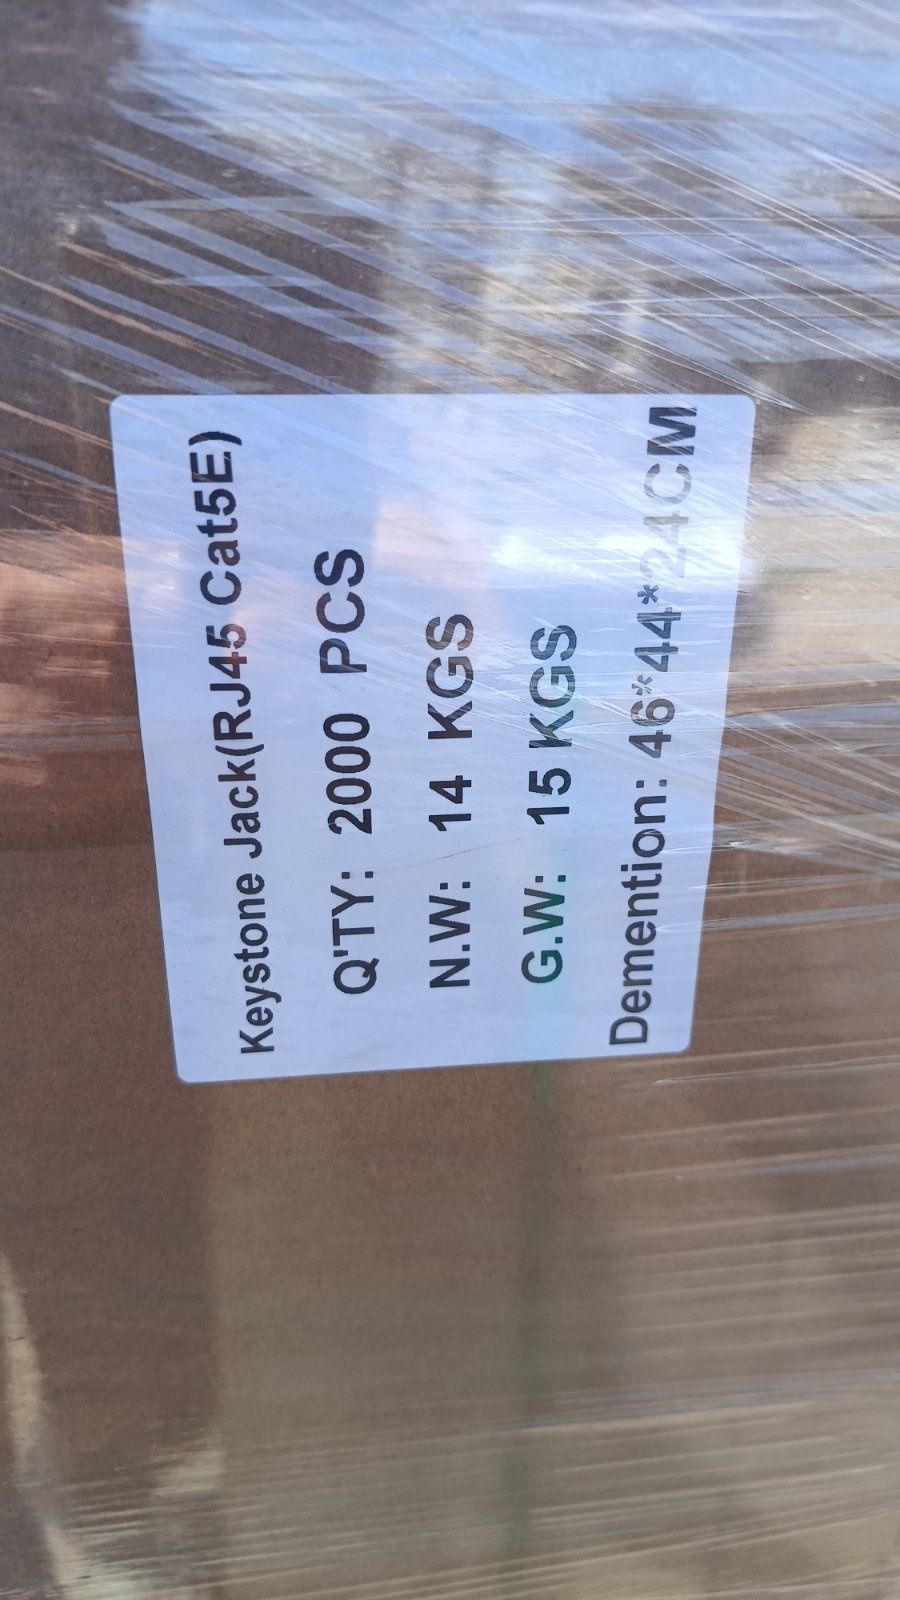 Keystone Jack(RJ45 Cat5E)
Q'TY: 2000 PCS
N.W: 14 KGS
G.W: 15 KGS
Demention: 46*44*24CM